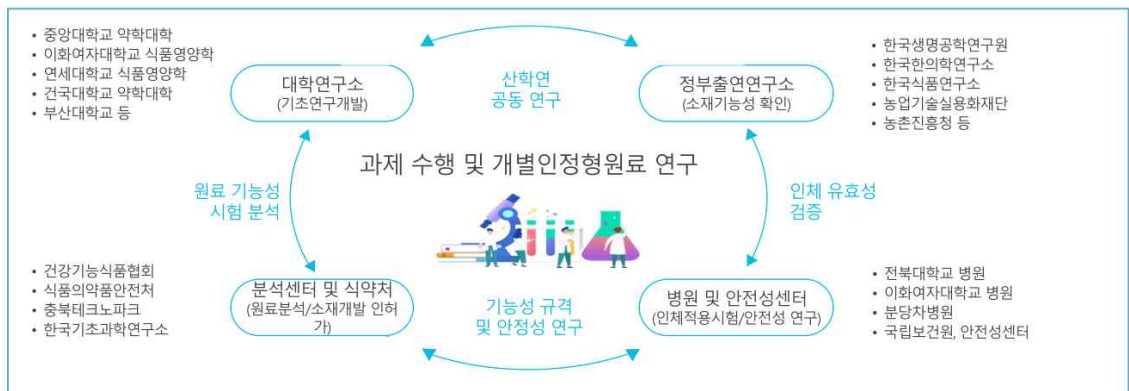 • 중앙대학교 약학대학
• 이화여자대학교 식품영양학
• 연세대학교 식품영양학
• 건국대학교 약학대학
• 부산대학교 등
대학연구소
(기초연구개발)
산학연
공동 연구
정부출연연구소
(소재기능성 확인)
• 한국생명공학연구원
• 한국한의학연구소
• 한국식품연구소
• 농업기술실용화재단
• 농촌진흥청 등
과제 수행 및 개별인정형원료 연구
원료 기능성
시험 분석
인체 유효성
검증
• 건강기능식품협회
• 식품의약품안전처
• 충북테크노파크
• 한국기초과학연구소
분석센터 및 식약처
(원료분석/소재개발 인허
가)
기능성 규격
및 안정성 연구
병원 및 안전성센터
(인체적용시험/안전성 연구)
• 전북대학교 병원
• 이화여자대학교 병원
• 분당차병원
• 국립보건원, 안전성센터